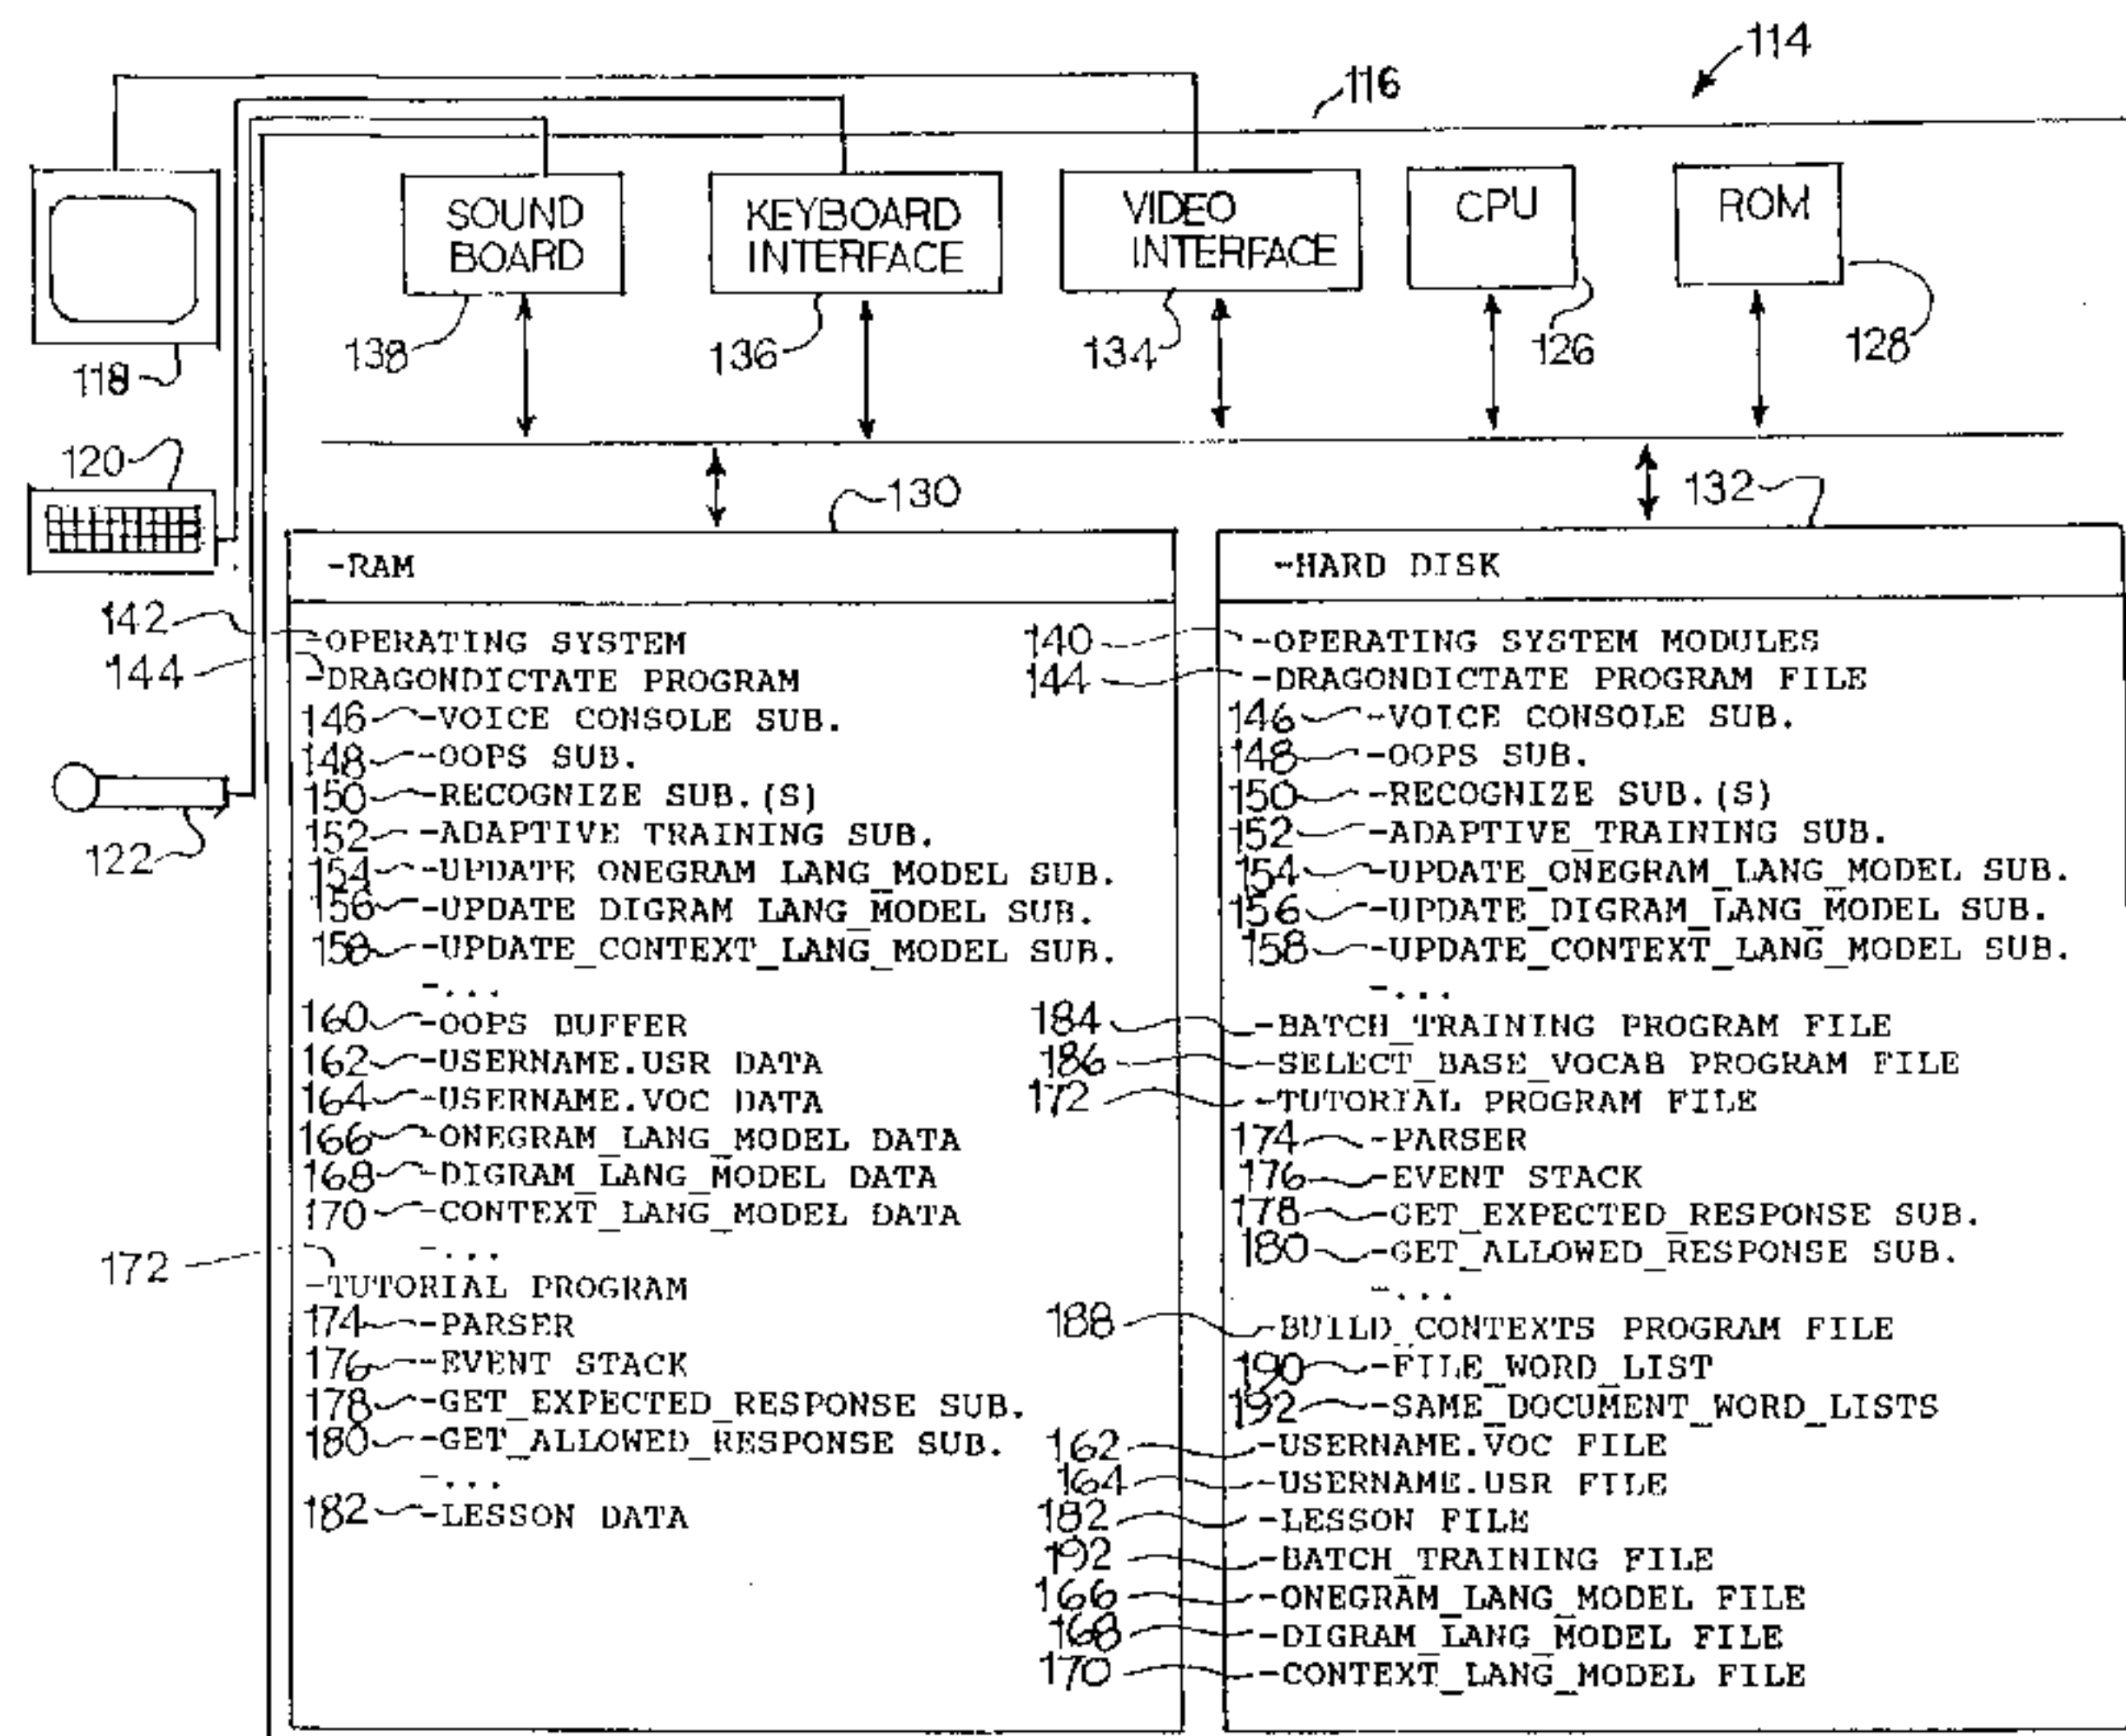 114
116
SOUND BOARD
KEYBOARD INTERFACE
VIDEO INTERFACE
CPU
ROM
138
136
134
126
128
118
120
130
132
122
-RAM
142 -OPERATING SYSTEM
144 -DRAGONDICTATE PROGRAM
146 -VOICE CONSOLE SUB.
148 -OOPS SUB.
150 -RECOGNIZE SUB.(S)
152 -ADAPTIVE TRAINING SUB.
154 -UPDATE ONEGRAM LANG_MODEL SUB.
156 -UPDATE DIGRAM LANG_MODEL SUB.
158 -UPDATE_CONTEXT_LANG_MODEL SUB.
-...
160 -OOPS BUFFER
162 -USERNAME.USR DATA
164 -USERNAME.VOC DATA
166 -ONEGRAM_LANG_MODEL DATA
168 -DIGRAM_LANG_MODEL DATA
170 -CONTEXT_LANG_MODEL DATA
-...
172 -TUTORIAL PROGRAM
174 -PARSER
176 -EVENT STACK
178 -GET_EXPECTED_RESPONSE SUB.
180 -GET_ALLOWED_RESPONSE SUB.
-...
182 -LESSON DATA
-HARD DISK
140 -OPERATING SYSTEM MODULES
144 -DRAGONDICTATE PROGRAM FILE
146 -VOICE CONSOLE SUB.
148 -OOPS SUB.
150 -RECOGNIZE SUB.(S)
152 -ADAPTIVE_TRAINING SUB.
154 -UPDATE_ONEGRAM_LANG_MODEL SUB.
156 -UPDATE_DIGRAM_LANG_MODEL SUB.
158 -UPDATE_CONTEXT_LANG_MODEL SUB.
-...
184 -BATCH_TRAINING PROGRAM FILE
186 -SELECT_BASE_VOCAB PROGRAM FILE
172 -TUTORIAL PROGRAM FILE
174 -PARSER
176 -EVENT STACK
178 -GET_EXPECTED_RESPONSE SUB.
180 -GET_ALLOWED_RESPONSE SUB.
-...
188 -BUILD_CONTEXTS PROGRAM FILE
190 -FILE_WORD_LIST
192 -SAME_DOCUMENT_WORD_LISTS
162 -USERNAME.VOC FILE
164 -USERNAME.USR FILE
182 -LESSON FILE
192 -BATCH_TRAINING FILE
166 -ONEGRAM_LANG_MODEL FILE
168 -DIGRAM_LANG_MODEL FILE
170 -CONTEXT_LANG_MODEL FILE